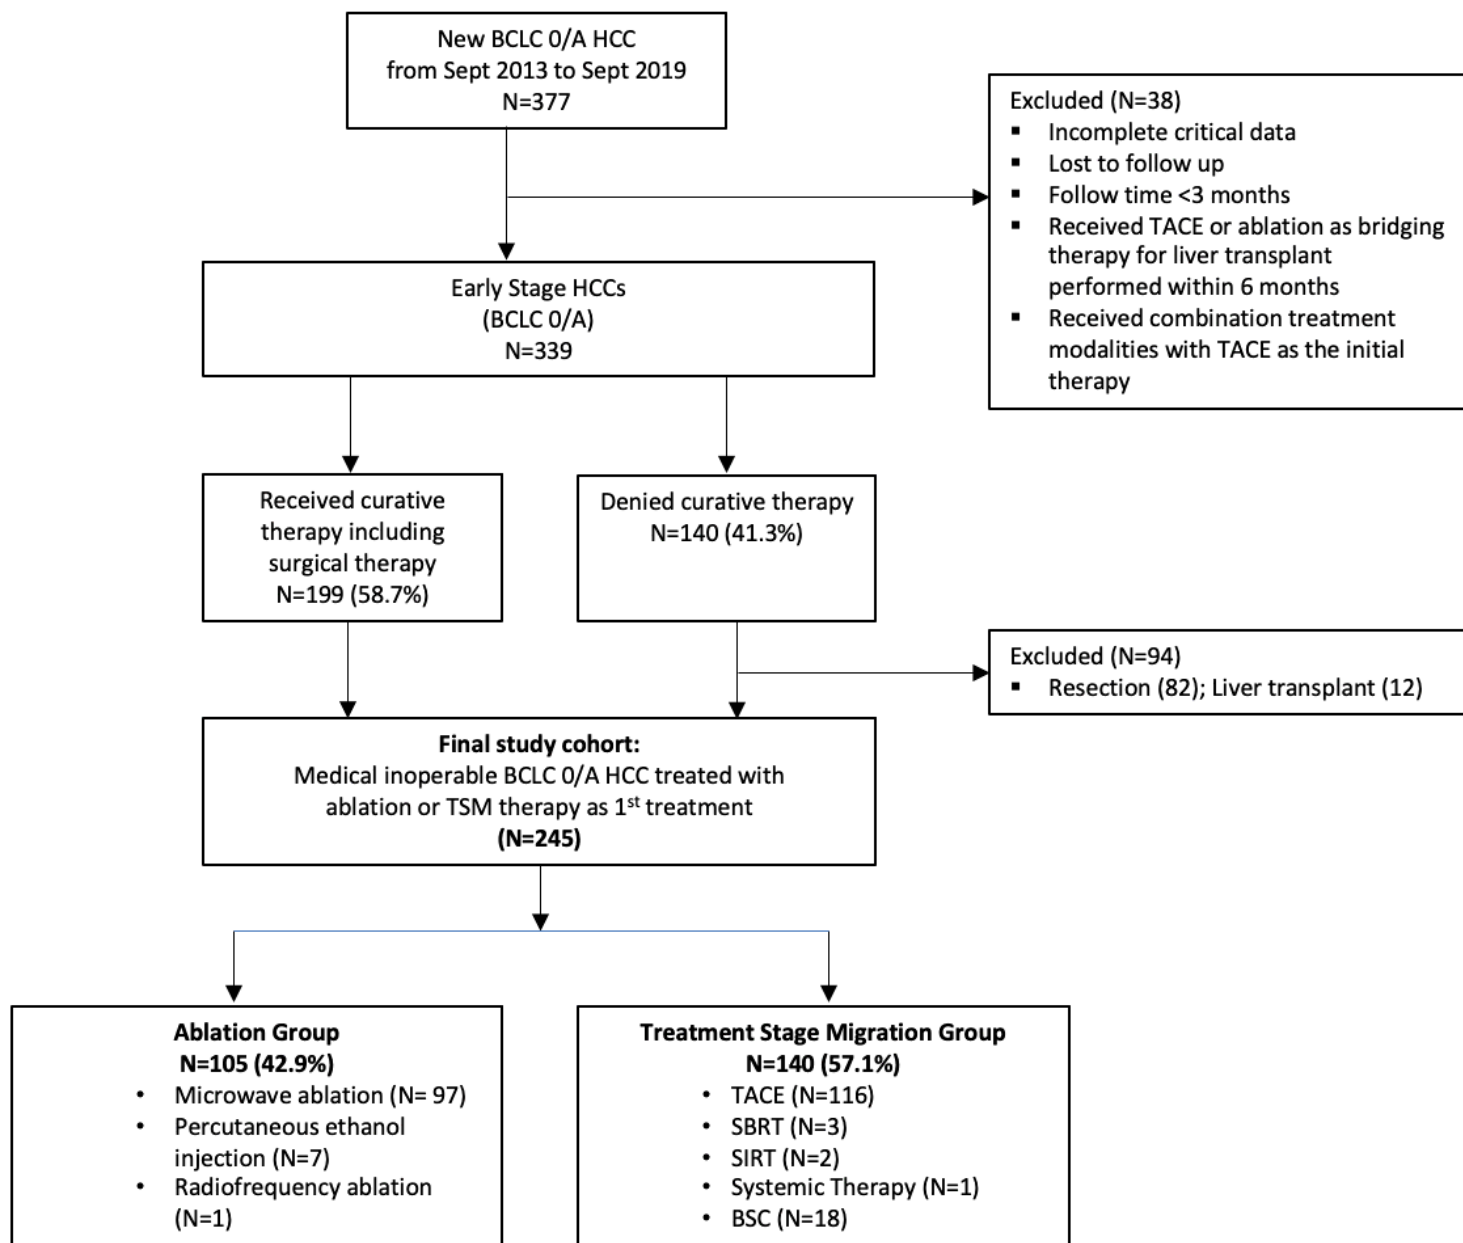 New BCLC 0/A HCC
from Sept 2013 to Sept 2019
N=377
Excluded (N=38)
▪ Incomplete critical data
▪ Lost to follow up
▪ Follow time <3 months
▪ Received TACE or ablation as bridging
therapy for liver transplant
performed within 6 months
▪ Received combination treatment
modalities with TACE as the initial
therapy
Early Stage HCCs
(BCLC 0/A)
N=339
Received curative
therapy including
surgical therapy
N=199 (58.7%)
Denied curative therapy
N=140 (41.3%)
Excluded (N=94)
▪ Resection (82); Liver transplant (12)
Final study cohort:
Medical inoperable BCLC 0/A HCC treated with
ablation or TSM therapy as 1st treatment
(N=245)
Ablation Group
N=105 (42.9%)
• Microwave ablation (N= 97)
• Percutaneous ethanol
injection (N=7)
• Radiofrequency ablation
(N=1)
Treatment Stage Migration Group
N=140 (57.1%)
• TACE (N=116)
• SBRT (N=3)
• SIRT (N=2)
• Systemic Therapy (N=1)
• BSC (N=18)